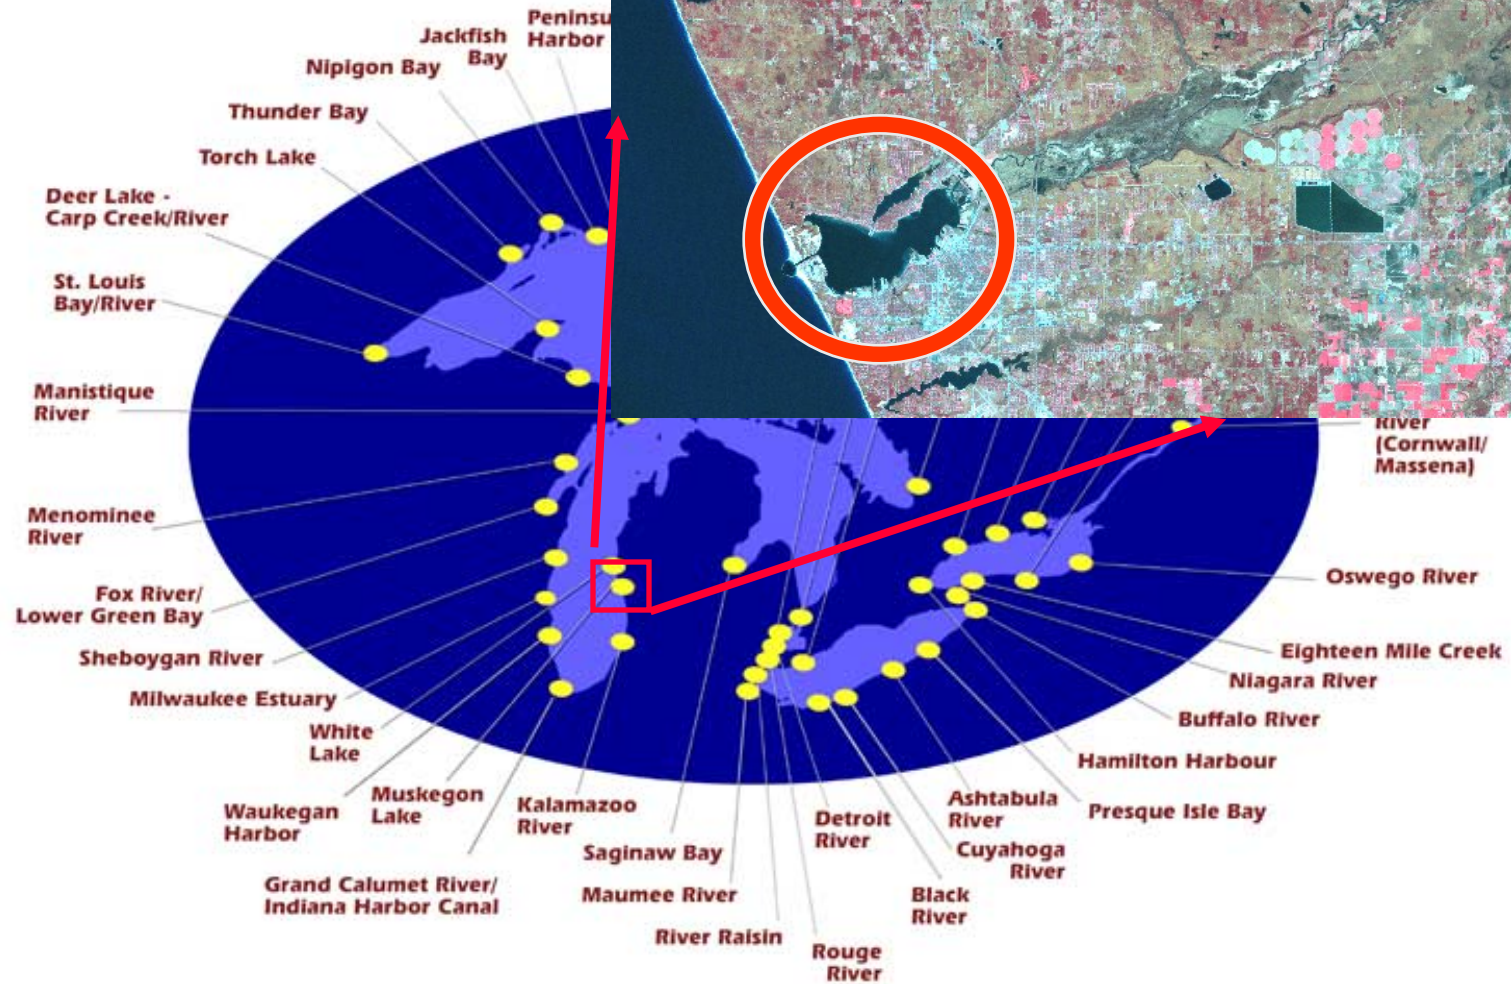 Peninsu
Harbor
Jackfish
Bay
Nipigon Bay
Thunder Bay
Torch Lake
Deer Lake -
Carp Creek/River
St. Louis
Bay/River
Manistique
River
River
(Cornwall/
Massena)
Menominee
River
Fox River/
Lower Green Bay
Oswego River
Sheboygan River
Eighteen Mile Creek
Milwaukee Estuary
Niagara River
White
Lake
Buffalo River
Hamilton Harbour
Waukegan
Harbor
Muskegon
Lake
Kalamazoo
River
Detroit
River
Ashtabula
River
Presque Isle Bay
Saginaw Bay
Cuyahoga
River
Grand Calumet River/
Indiana Harbor Canal
Maumee River
Black
River
River Raisin
Rouge
River